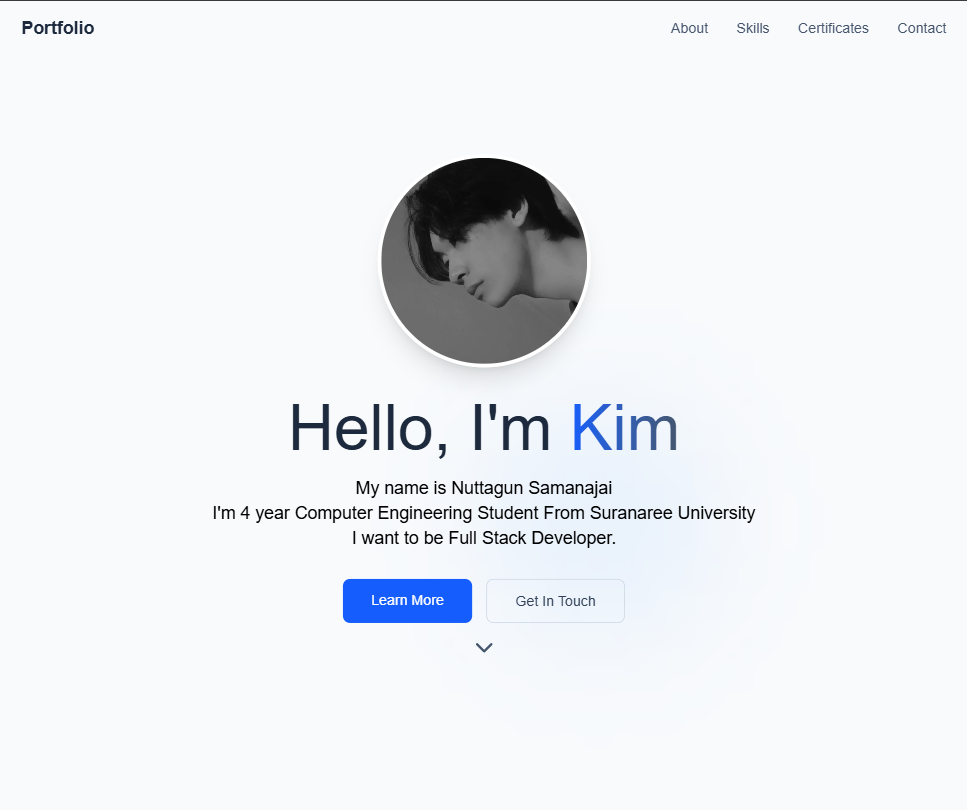 Portfolio
About Skills Certificates Contact
Hello, I'm Kim
My name is Nuttagun Samanajai
I'm 4 year Computer Engineering Student From Suranaree University
I want to be Full Stack Developer.
Learn More
Get In Touch